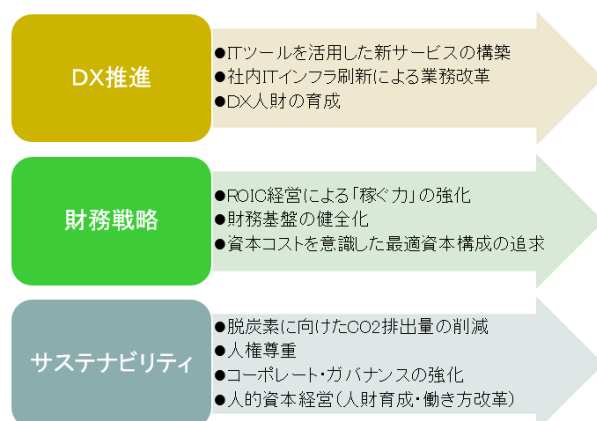 DX推進
●ITツールを活用した新サービスの構築
●社内ITインフラ刷新による業務改革
●DX人財の育成
財務戦略
●ROIC経営による「稼ぐ力」の強化
●財務基盤の健全化
●資本コストを意識した最適資本構成の追求
サステナビリティ
●脱炭素に向けたCO2排出量の削減
●人権尊重
●コーポレート・ガバナンスの強化
●人的資本経営（人財育成・働き方改革）